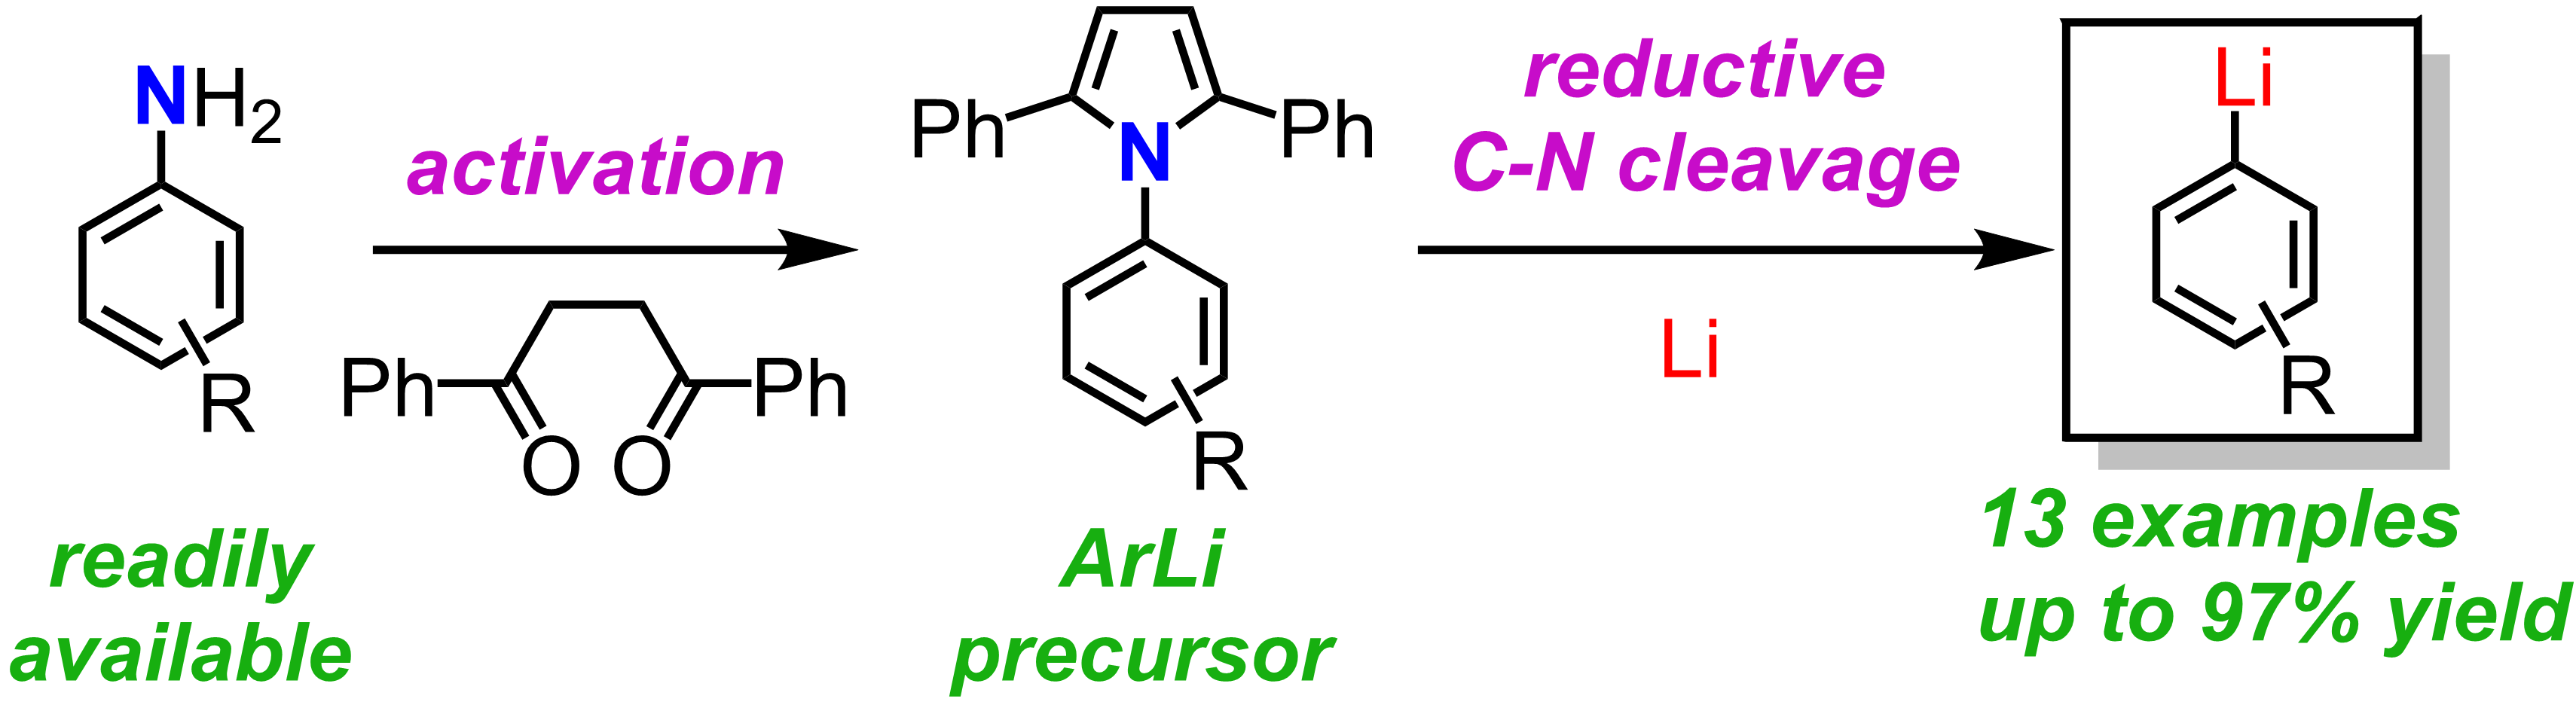 NH2
R
readily
available
activation
Ph
Ph
O
O
Ph
Ph
N
R
ArLi
precursor
reductive
C-N cleavage
Li
Li
R
13 examples
up to 97% yield